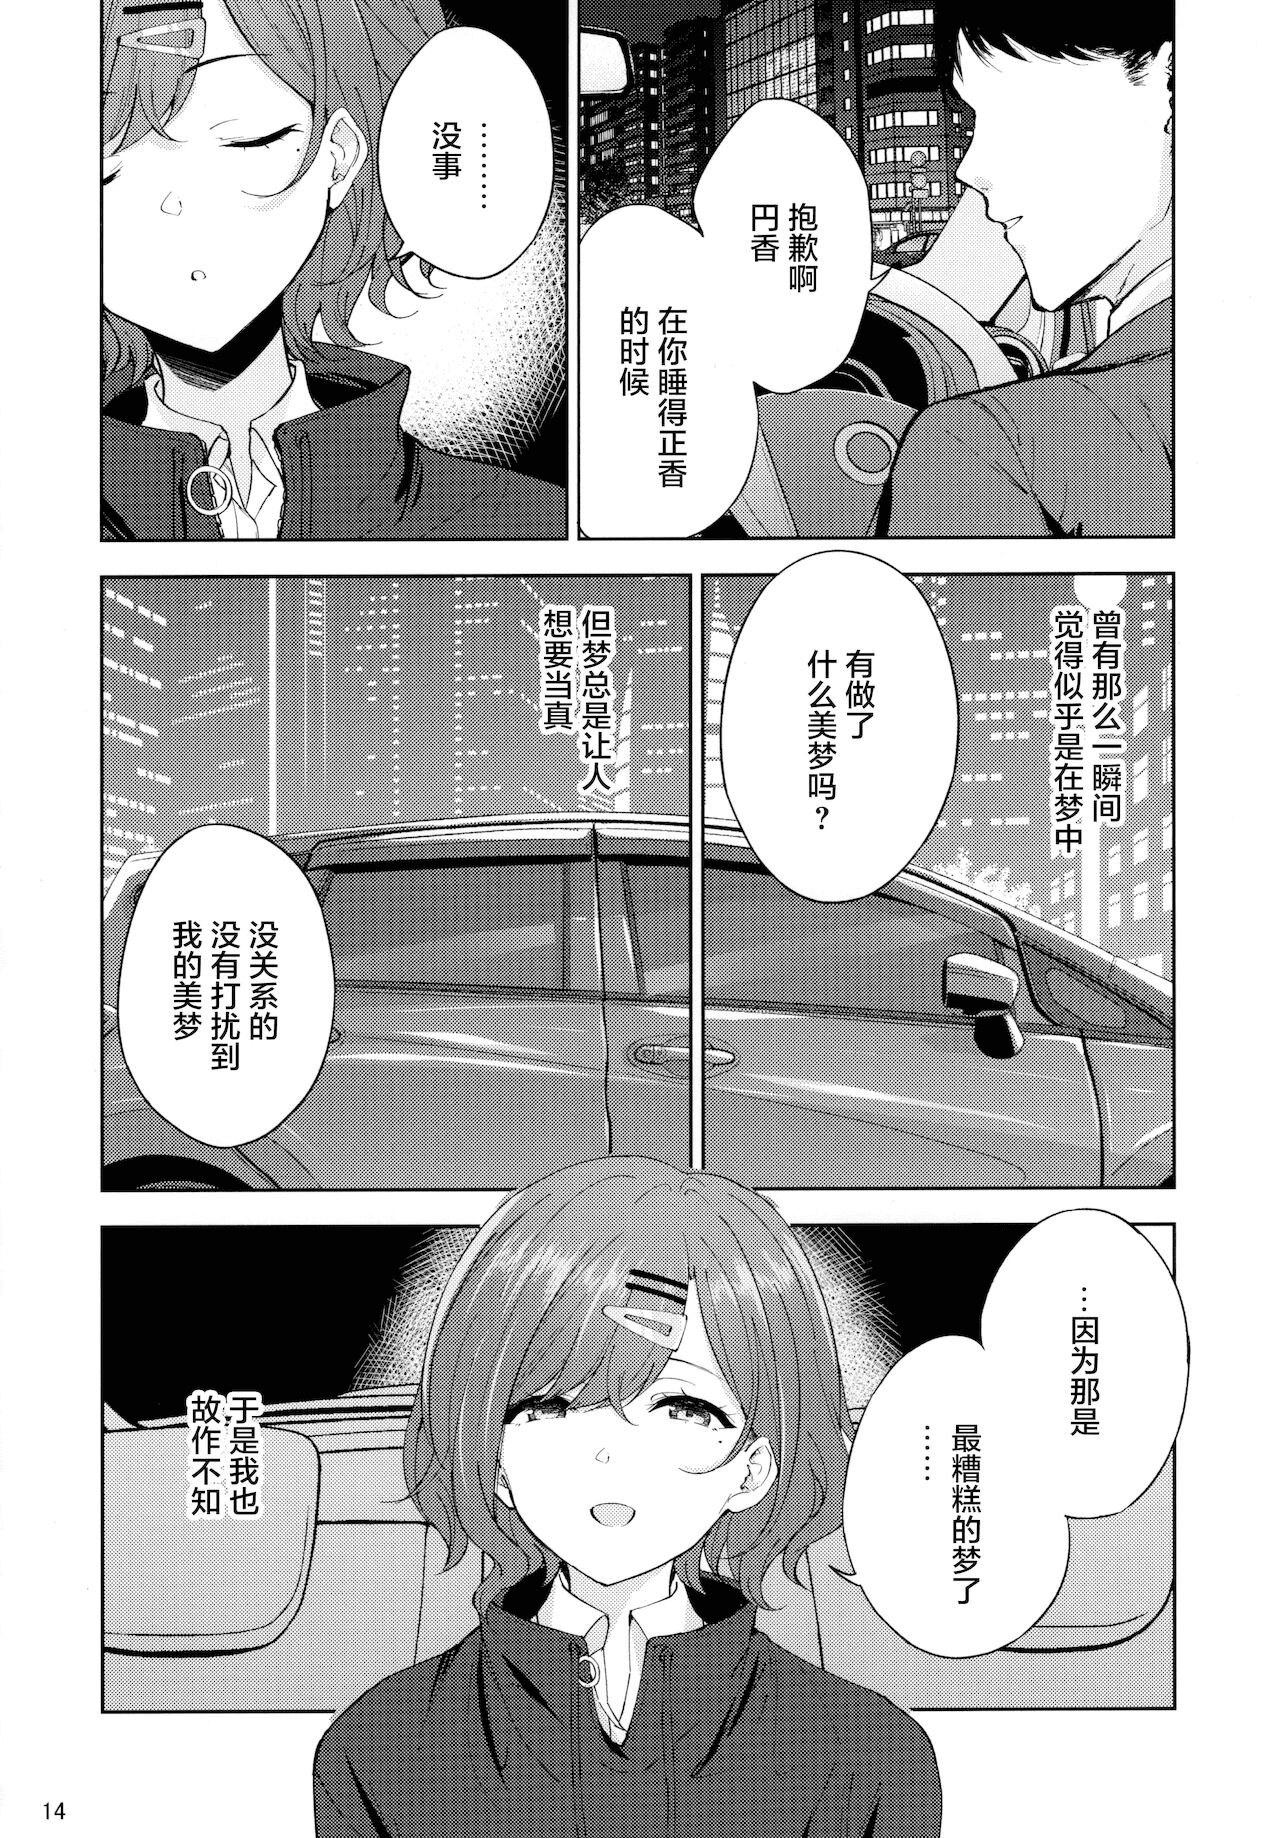 抱歉啊
円香
在你睡得正香
的时候
………
没事
曾有那么一瞬间
觉得似乎是在梦中
有做了
什么美梦吗？
但梦总是让人
想要当真
没关系的
没有打扰到
我的美梦
…因为那是
最糟糕的梦了
……
于是我也
故作不知
14